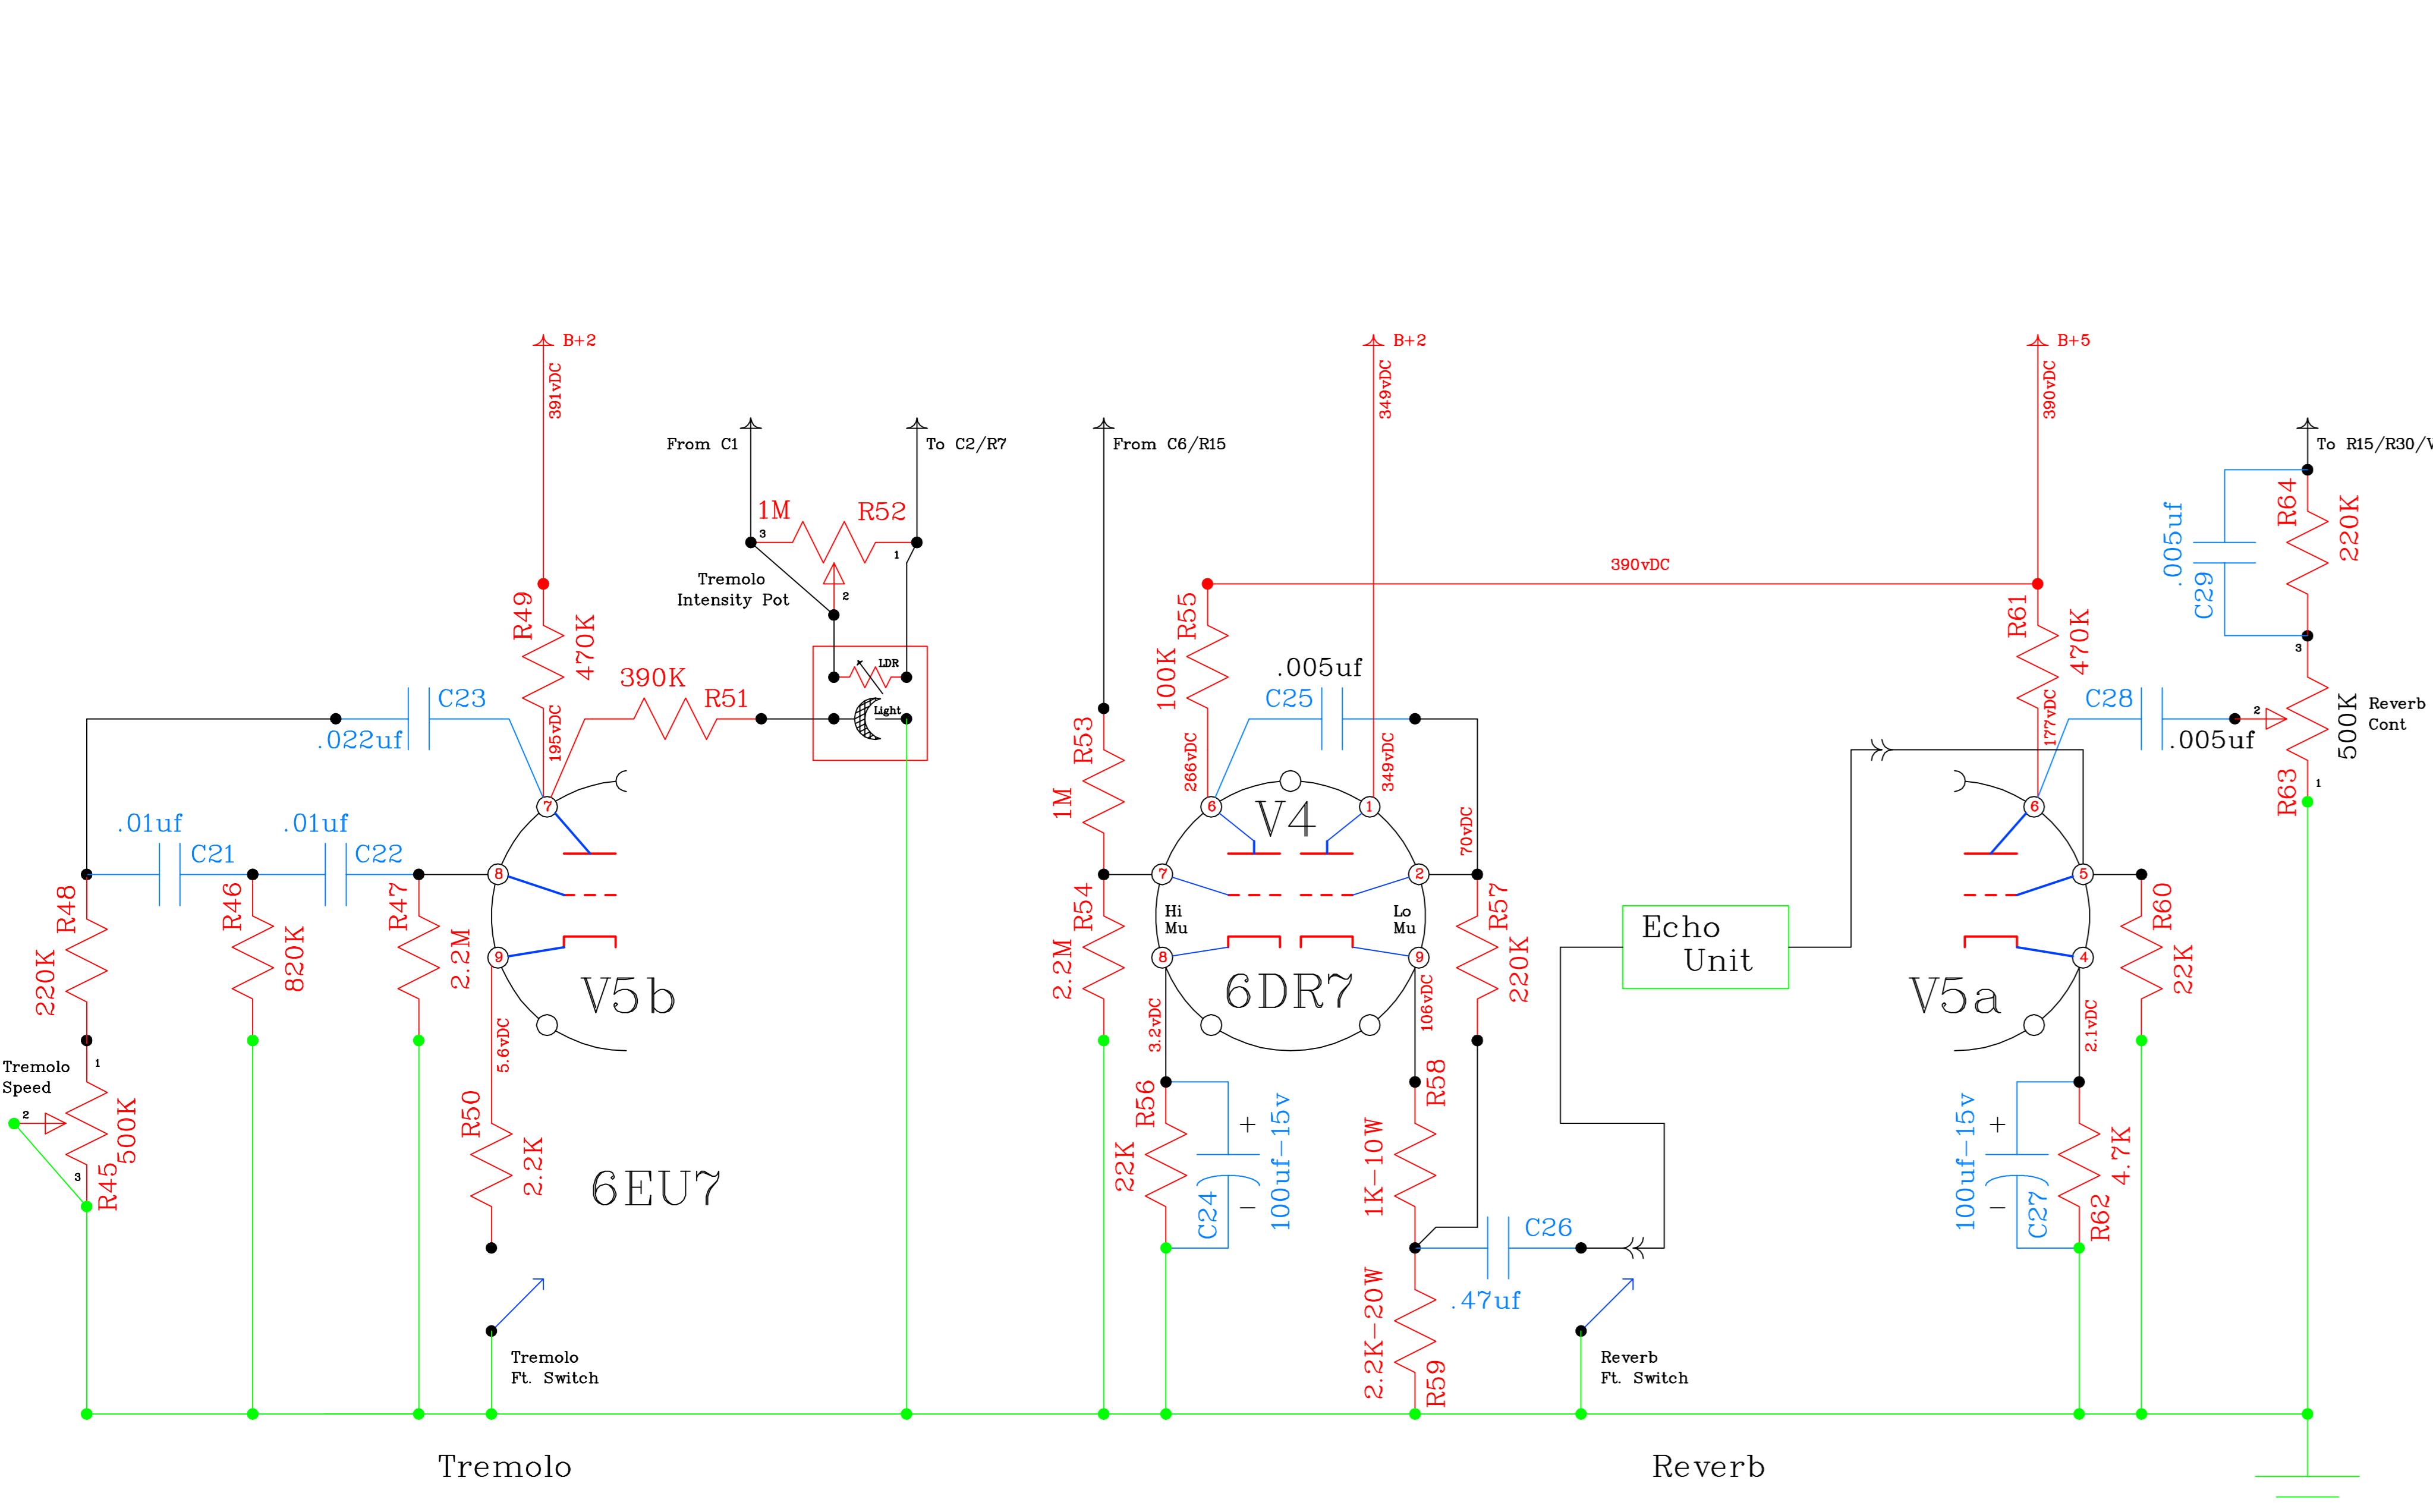 B+2
391vDC
B+2
349vDC
B+5
390vDC
From C1
To C2/R7
From C6/R15
To R15/R30/V
1M
R52
3
1
2
Tremolo
Intensity Pot
R49
470K
195vDC
390K
R51
LDR
Light
C23
.022uf
7
8
9
.01uf
C21
.01uf
C22
R48
220K
R46
820K
R47
2.2M
V5b
5.6vDC
Tremolo
Speed
1
2
3
500K
R45
R50
2.2K
6EU7
Tremolo
Ft. Switch
Tremolo
390vDC
R55
100K
266vDC
.005uf
C25
349vDC
70vDC
R53
1M
R54
2.2M
6
1
7
2
8
9
V4
Hi
Mu
Lo
Mu
6DR7
R57
220K
3.2vDC
106vDC
R56
22K
+
C24
-
100uf-15v
R58
1K-10W
C26
.47uf
2.2K-20W
R59
Echo
Unit
Reverb
Ft. Switch
Reverb
R61
470K
177vDC
C28
.005uf
6
5
4
V5a
R60
22K
2.1vDC
100uf-15v
+
-
C27
R62
4.7K
.005uf
C29
R64
220K
3
2
1
500K
Reverb
Cont
R63